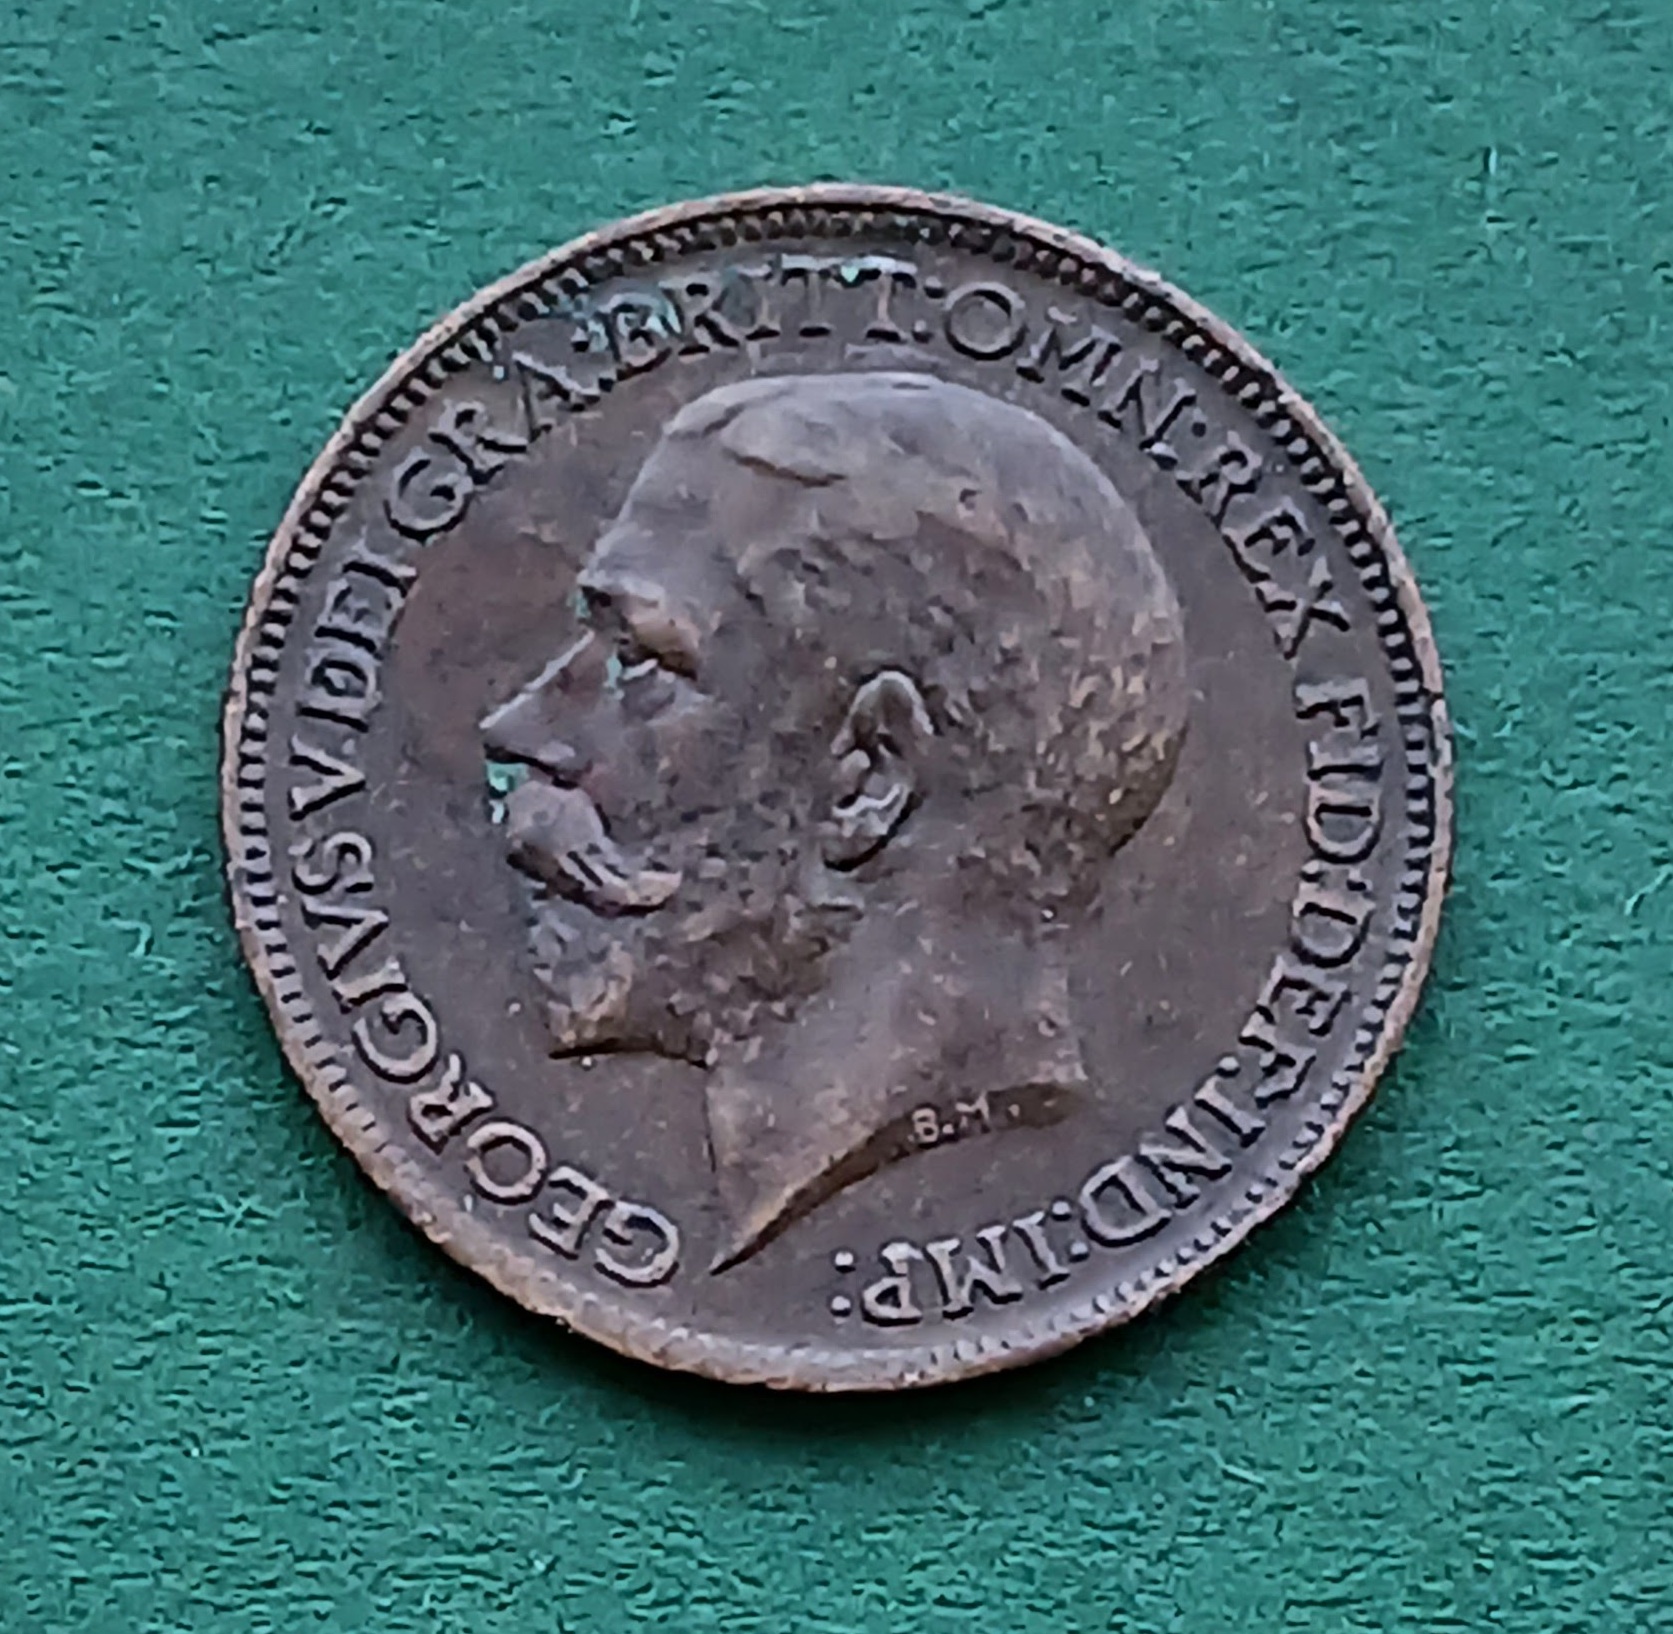 GEORGIVS V DEI GRA:BRITT:OMN:REX FID:DEF:IND:IMP:
B.M.